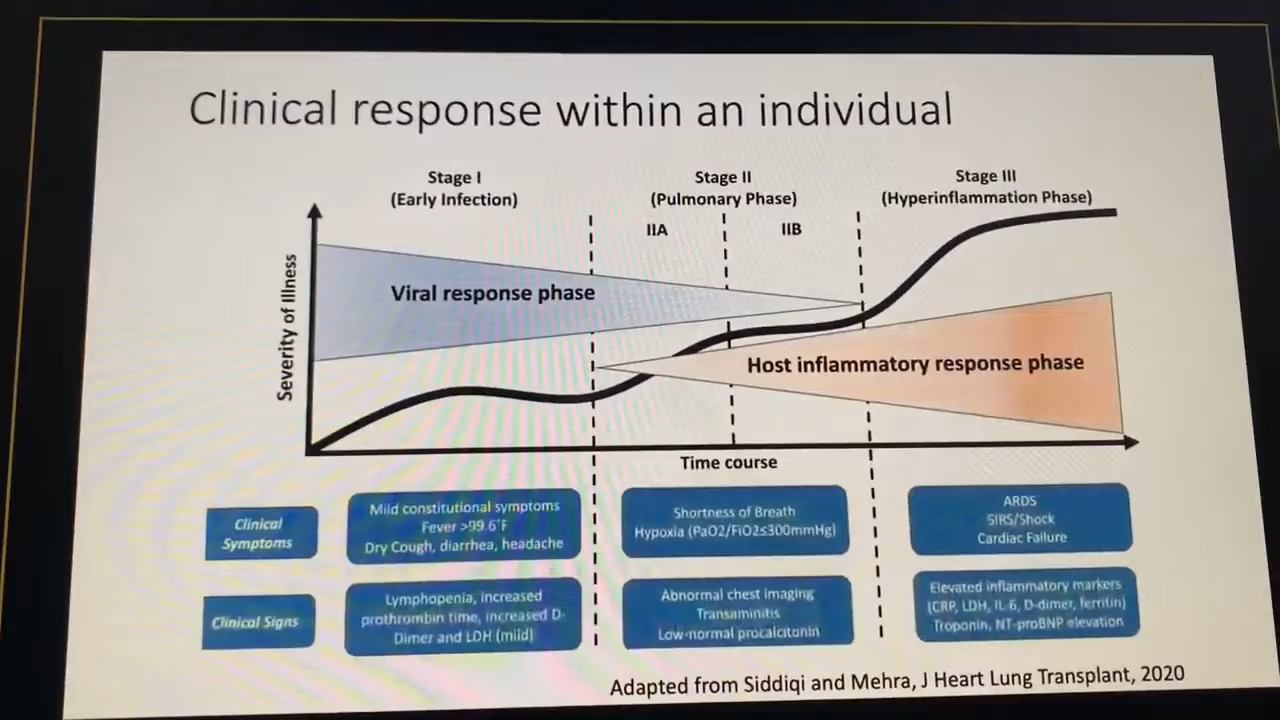 Clinical response within an individual
Stage I
(Early Infection)
Stage II
(Pulmonary Phase)
Stage III
(Hyperinflammation Phase)
IIA
IIB
Severity of Illness
Viral response phase
Host inflammatory response phase
Time course
Clinical
Symptoms
Mild constitutional symptoms
Fever >99.6°F
Dry Cough, diarrhea, headache
Shortness of Breath
Hypoxia (PaO2/FiO2≤300mmHg)
ARDS
SIRS/Shock
Cardiac Failure
Clinical Signs
Lymphopenia, increased
prothrombin time, increased D-
Dimer and LDH (mild)
Abnormal chest imaging
Transaminitis
Low-normal procalcitonin
Elevated inflammatory markers
(CRP, LDH, IL-6, D-dimer, ferritin)
Troponin, NT-proBNP elevation
Adapted from Siddiqi and Mehra, J Heart Lung Transplant, 2020